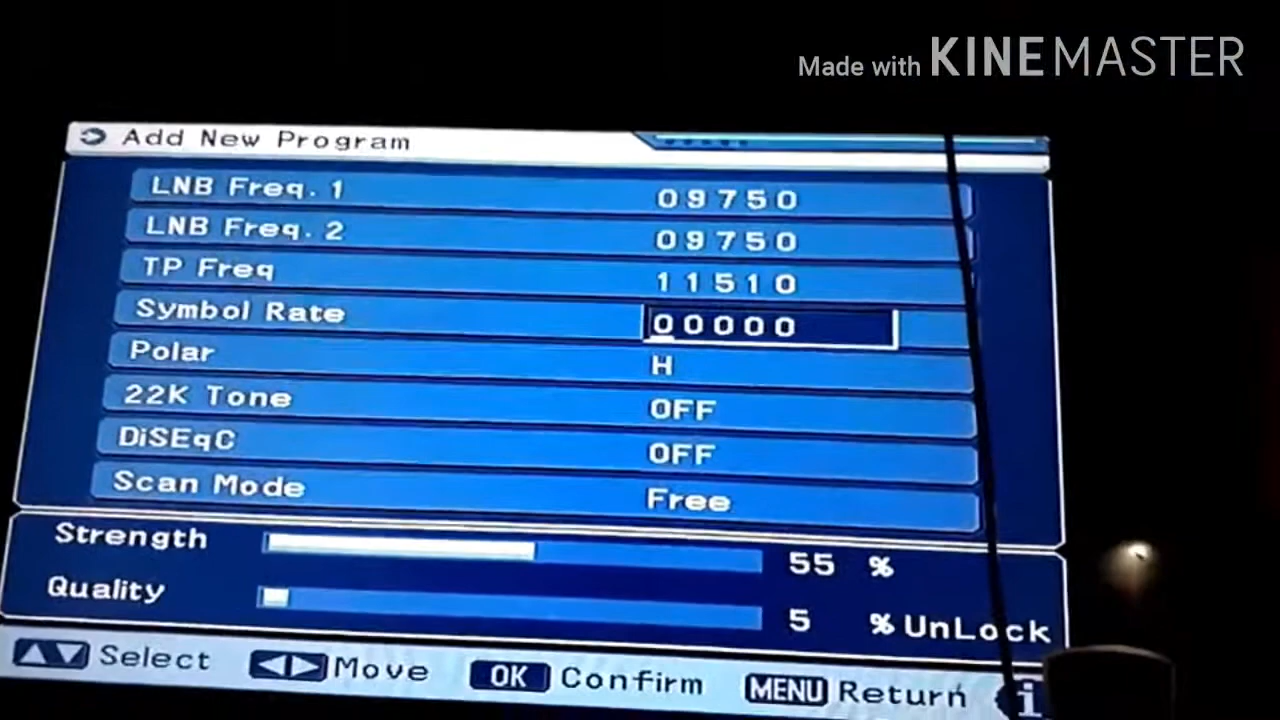 Made with KINEMASTER
Add New Program
LNB Freq. 1 09750
LNB Freq. 2 09750
TP Freq 11510
Symbol Rate 00000
Polar H
22K Tone OFF
DiSEqC OFF
Scan Mode Free
Strength 55 %
Quality 5 % UnLock
Select Move OK Confirm MENU Return i